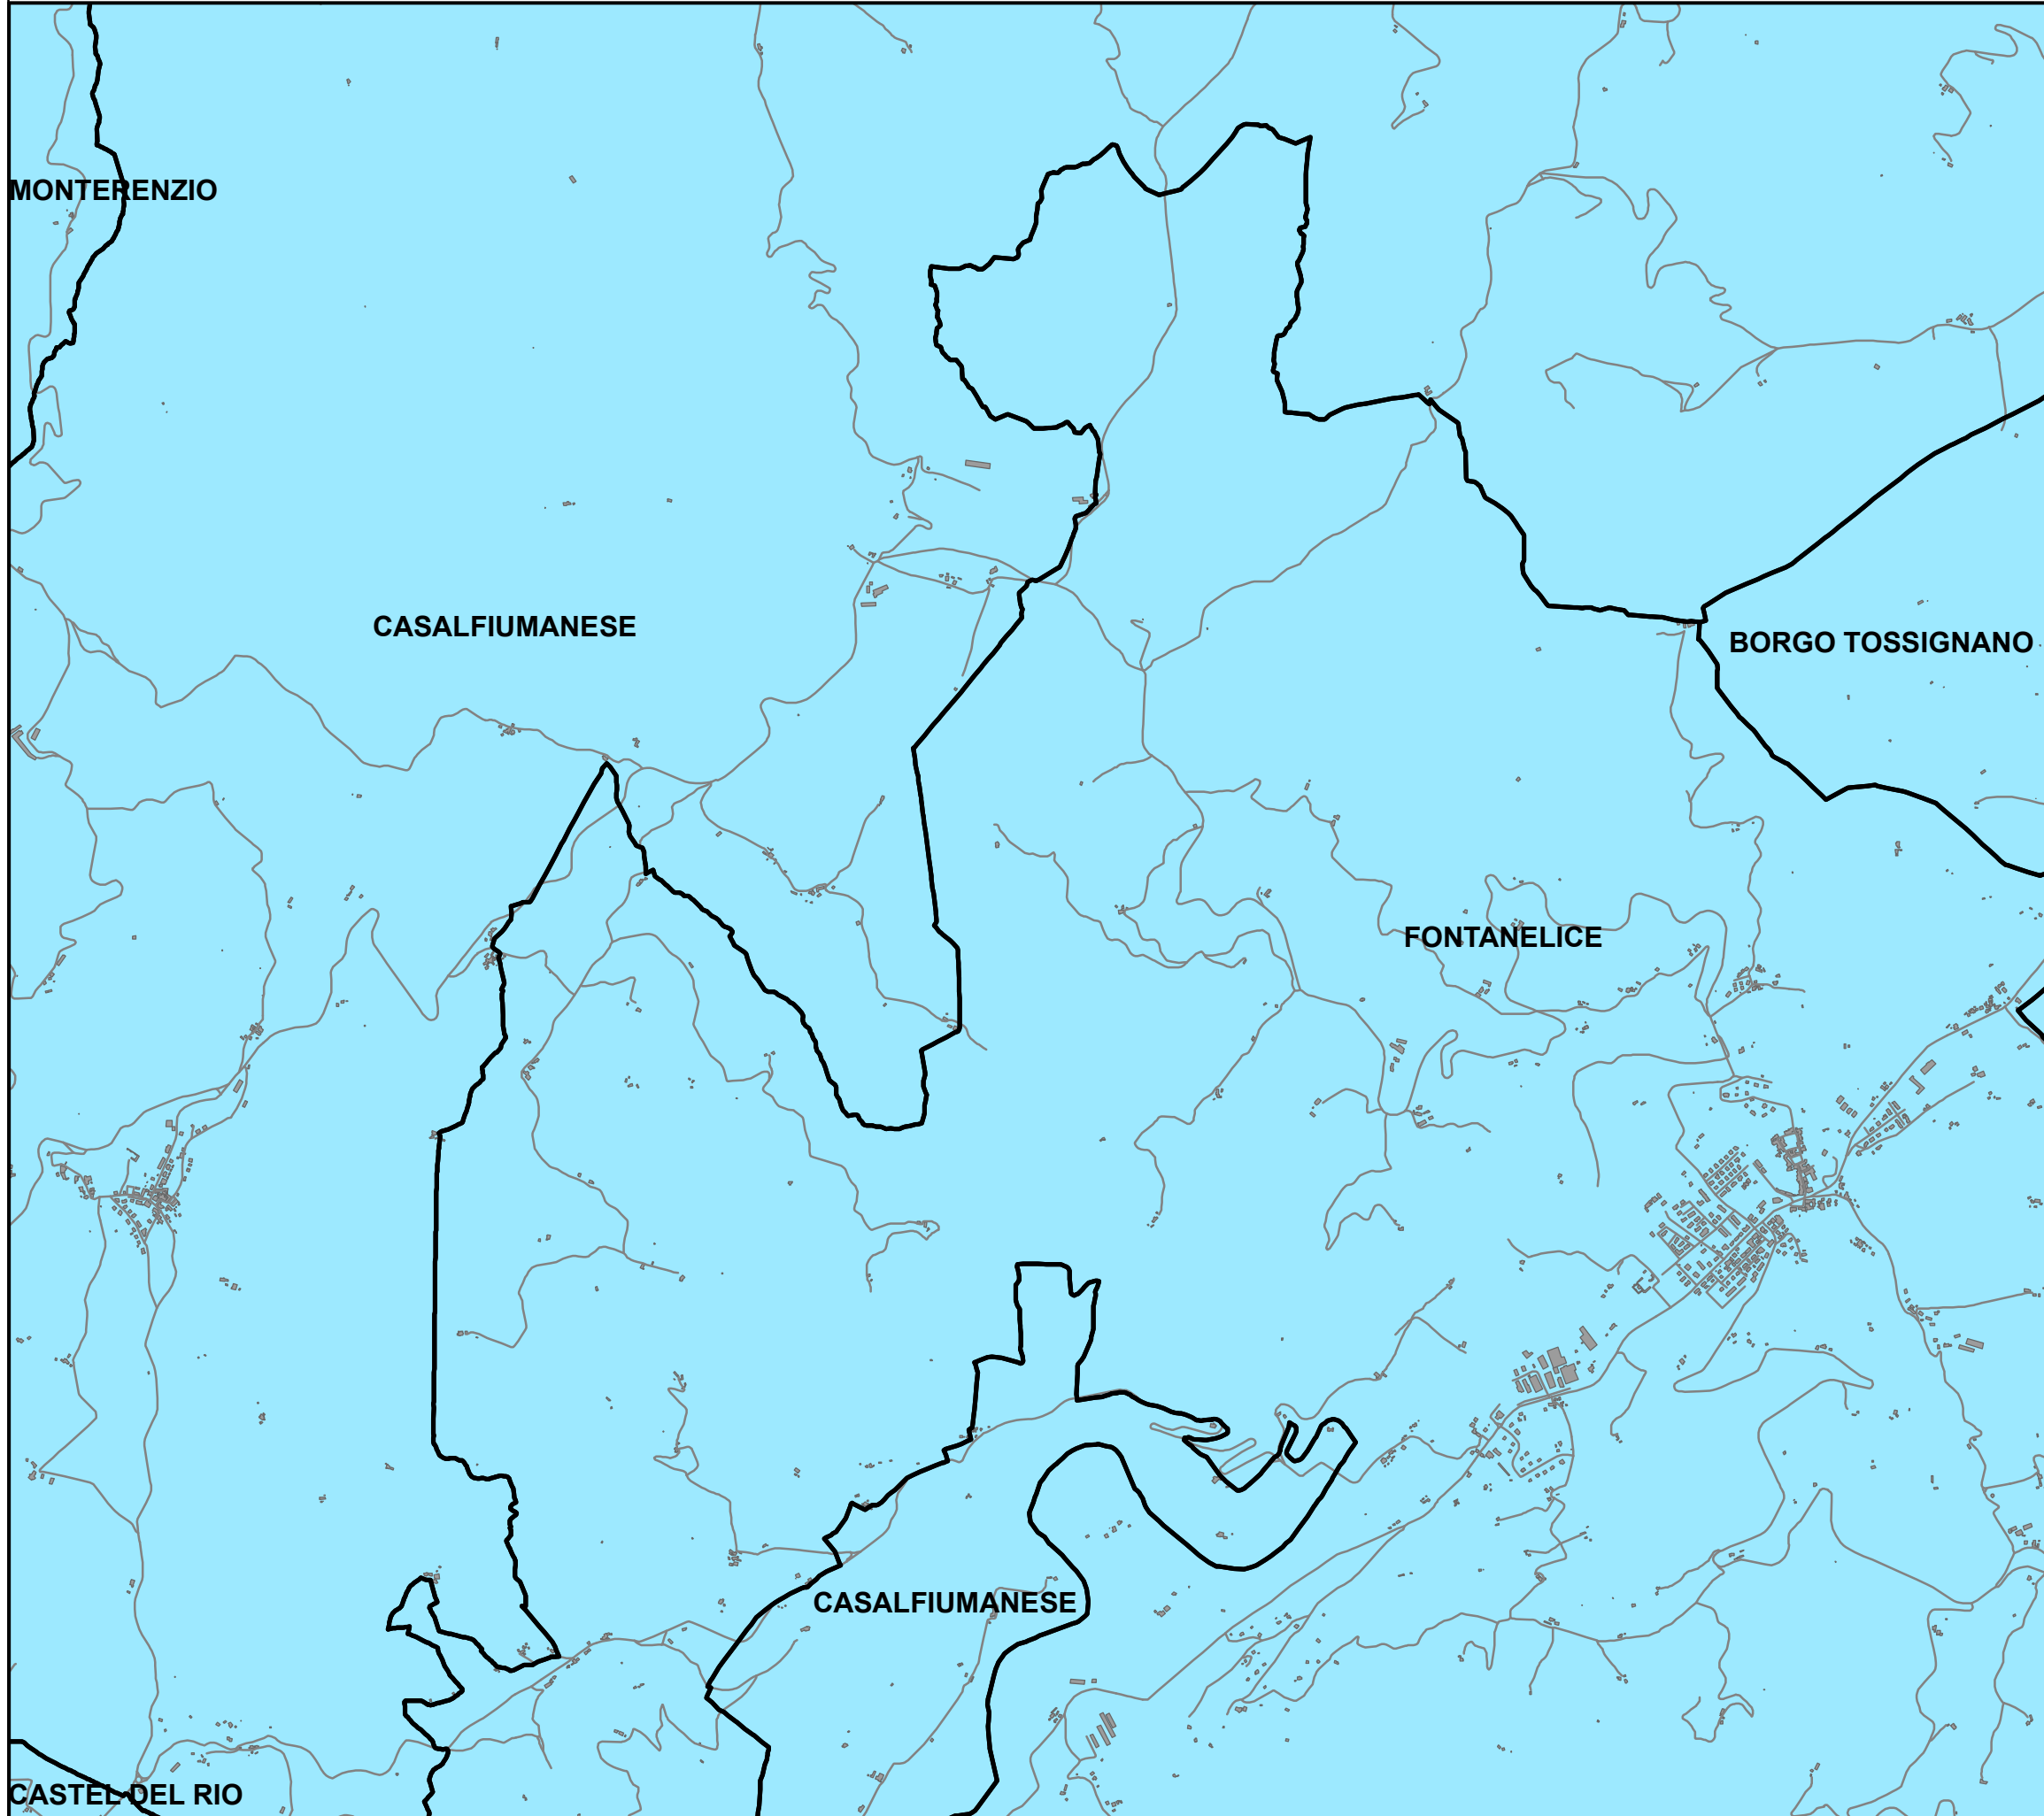 MONTERENZIO
CASALFIUMANESE
BORGO TOSSIGNANO
FONTANELICE
CASALFIUMANESE
CASTEL DEL RIO